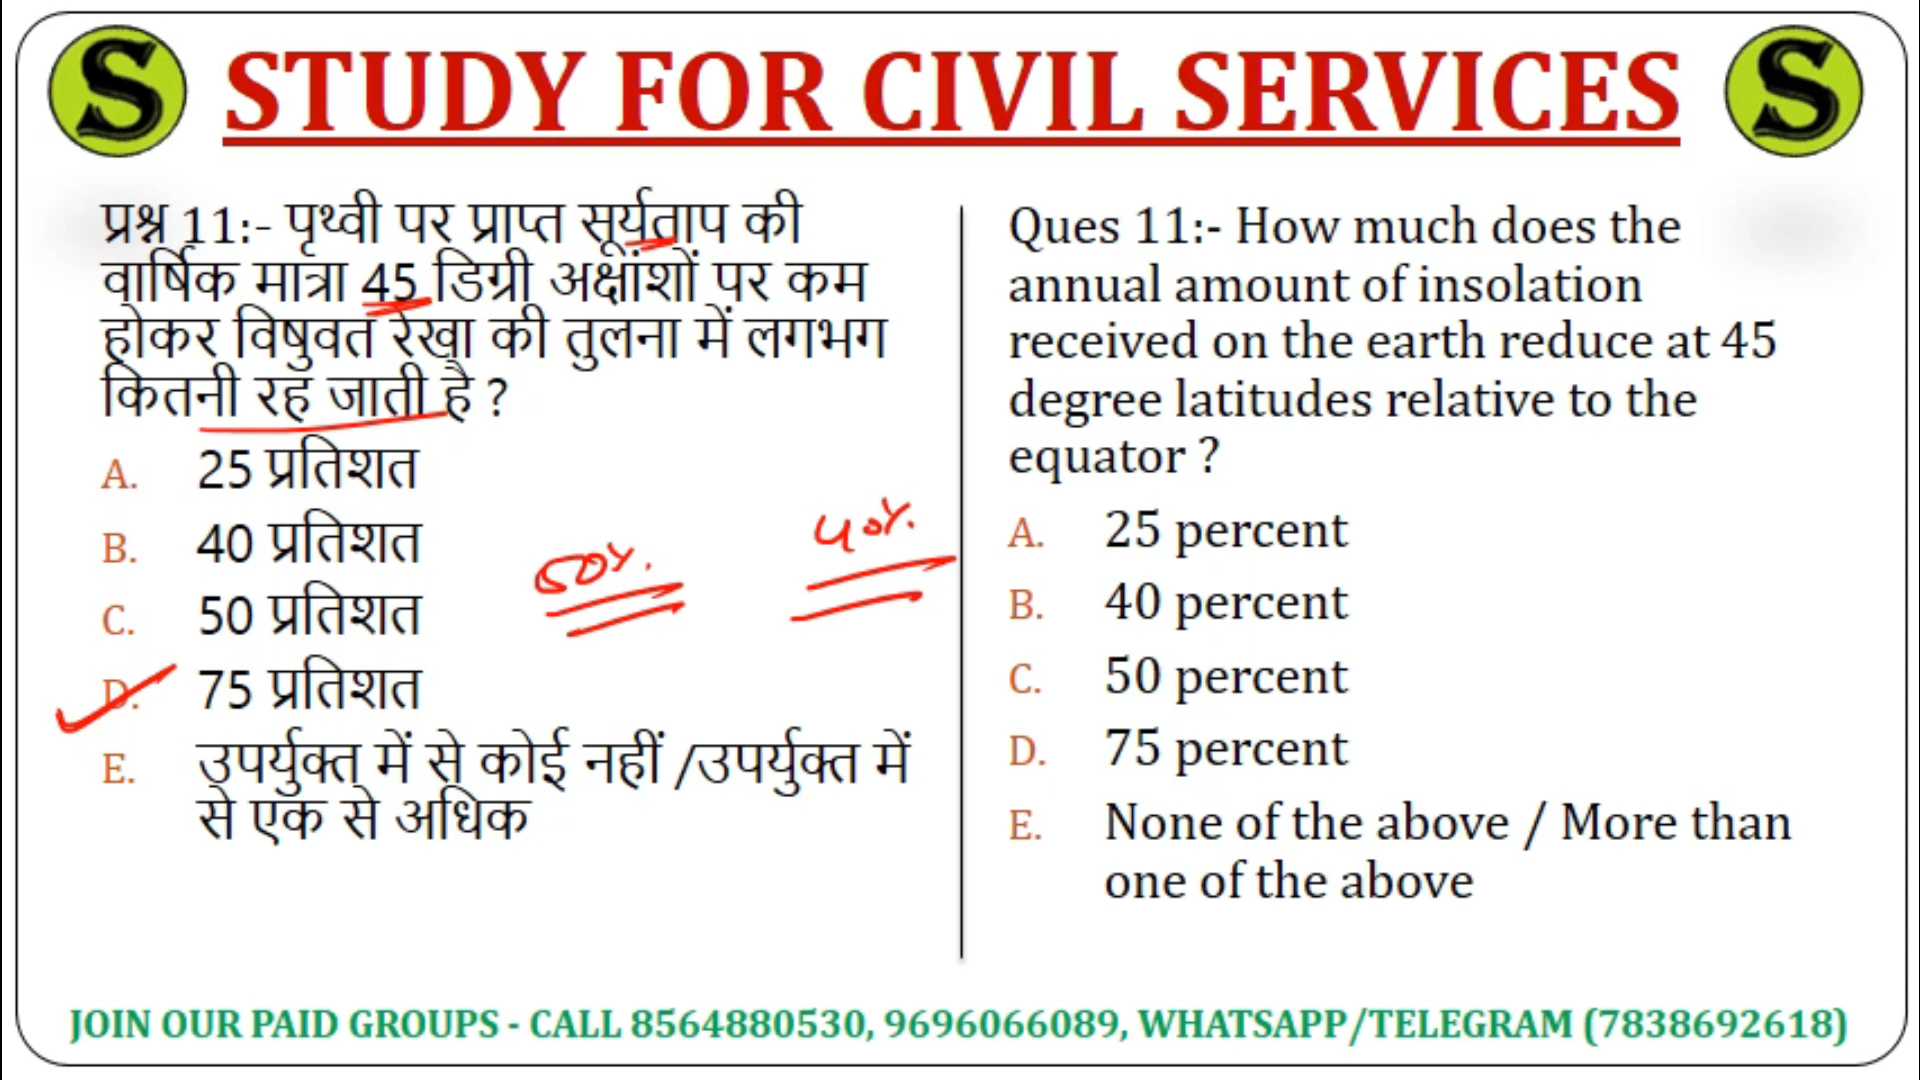 S STUDY FOR CIVIL SERVICES S
प्रश्न 11:- पृथ्वी पर प्राप्त सूर्यताप की
वार्षिक मात्रा 45 डिग्री अक्षांशों पर कम
होकर विषुवत रेखा की तुलना में लगभग
कितनी रह जाती है ?
A. 25 प्रतिशत
B. 40 प्रतिशत
C. 50 प्रतिशत
D. 75 प्रतिशत
E. उपर्युक्त में से कोई नहीं /उपर्युक्त में
से एक से अधिक
50%.
40%.
Ques 11:- How much does the
annual amount of insolation
received on the earth reduce at 45
degree latitudes relative to the
equator ?
A. 25 percent
B. 40 percent
C. 50 percent
D. 75 percent
E. None of the above / More than
one of the above
JOIN OUR PAID GROUPS - CALL 8564880530, 9696066089, WHATSAPP/TELEGRAM (7838692618)